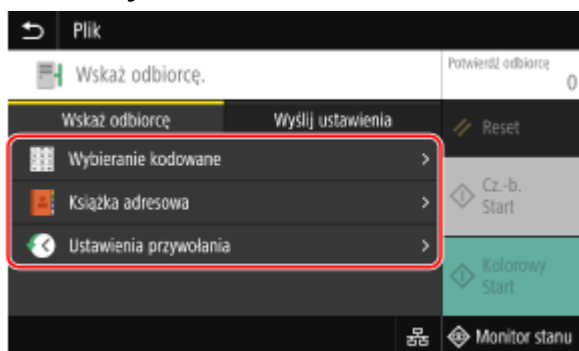 Plik
Wskaż odbiorcę.
Potwierdź odbiorcę
0
Wskaż odbiorcę
Wyślij ustawienia
Reset
Wybieranie kodowane
Książka adresowa
Ustawienia przywołania
Cz.-b.
Start
Kolorowy
Start
Monitor stanu